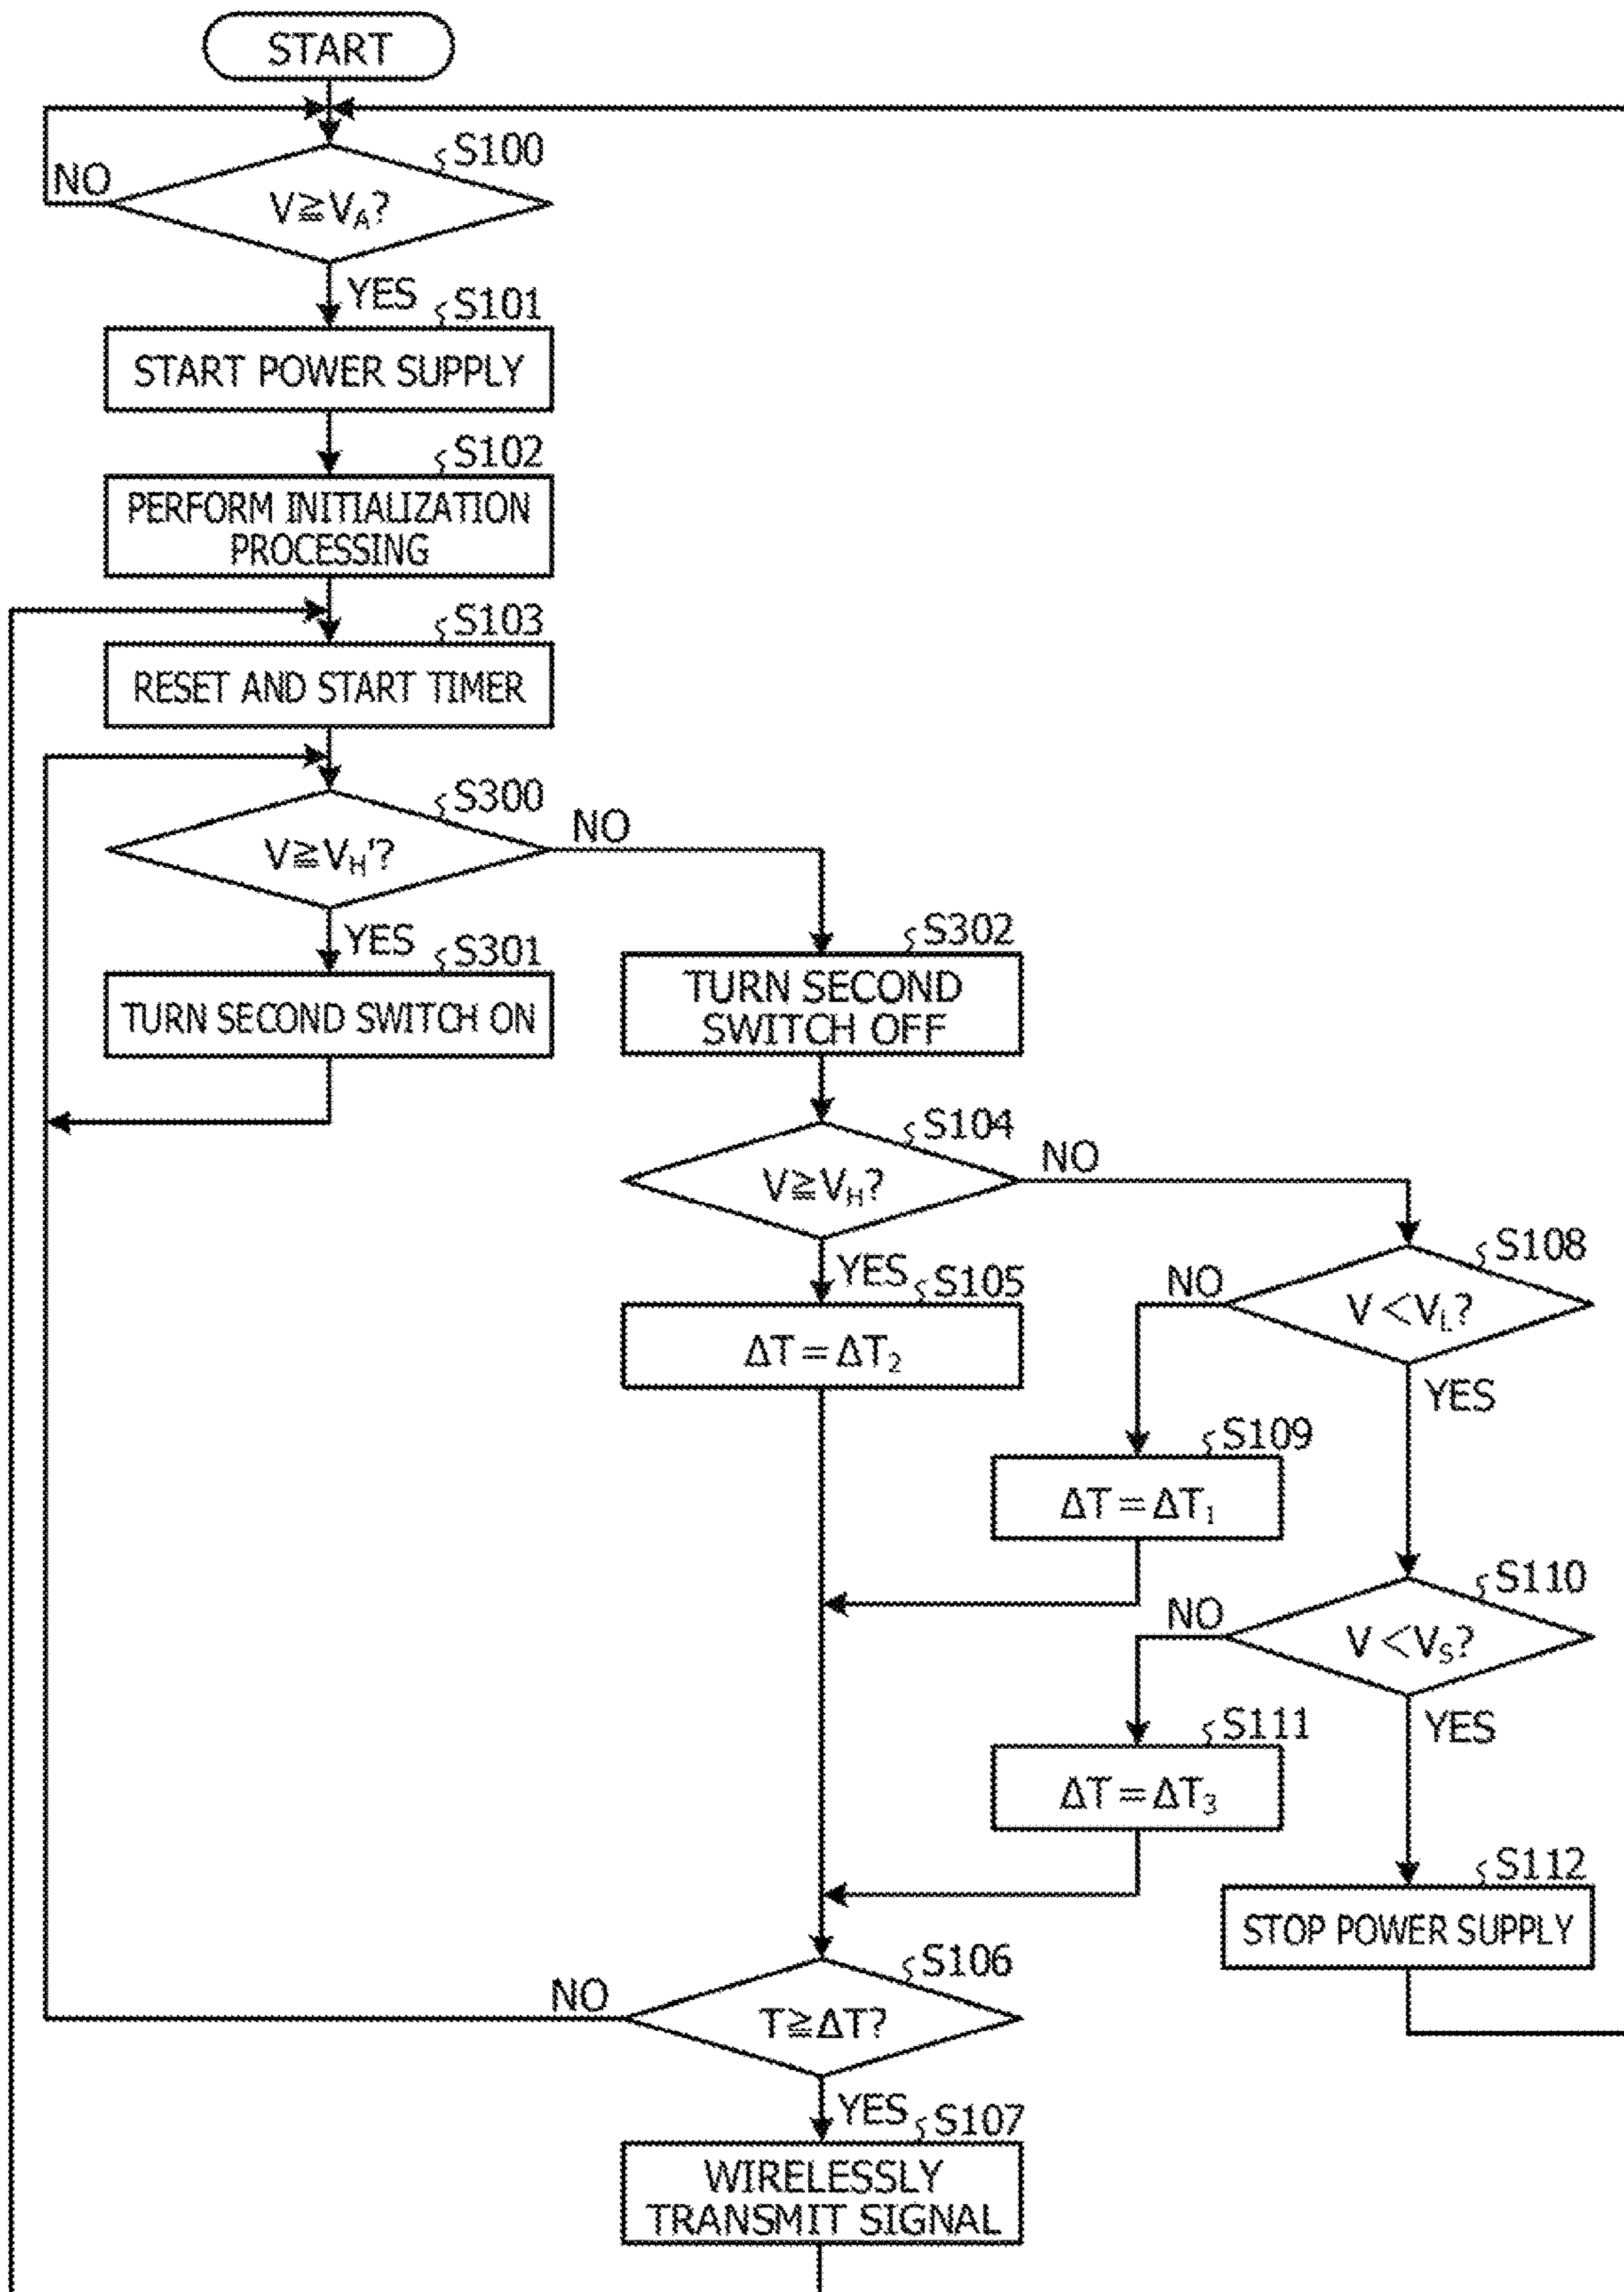 START
S100
NO
V≧VA?
YES
S101
START POWER SUPPLY
S102
PERFORM INITIALIZATION
PROCESSING
S103
RESET AND START TIMER
S300
NO
V≧VH'?
YES
S301
TURN SECOND SWITCH ON
S302
TURN SECOND
SWITCH OFF
S104
NO
V≧VH?
YES
S105
ΔT=ΔT2
S108
NO
V<VL?
YES
S109
ΔT=ΔT1
S110
NO
V<VS?
YES
S111
ΔT=ΔT3
S112
STOP POWER SUPPLY
S106
NO
T≧ΔT?
YES
S107
WIRELESSLY
TRANSMIT SIGNAL